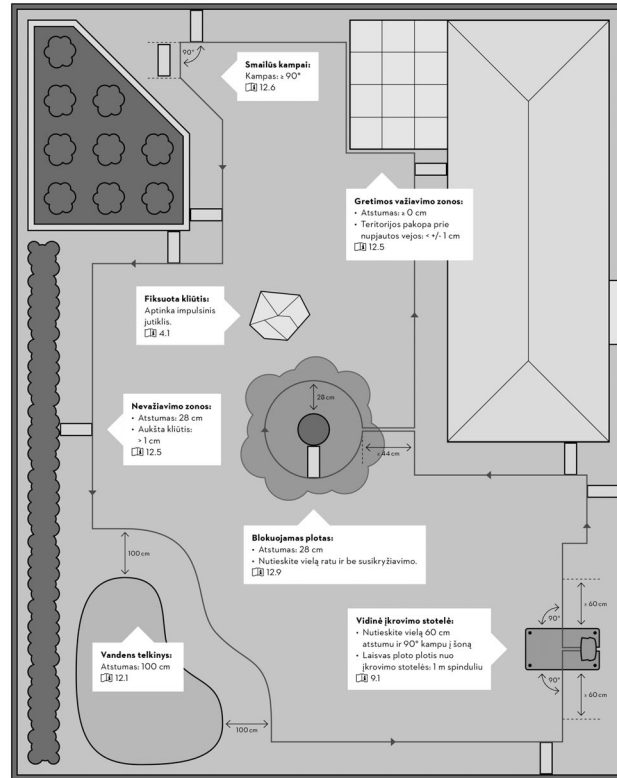 90°
Smailūs kampai:
Kampas: ≥ 90°
12.6
Gretimos važiavimo zonos:
• Atstumas: ≥ 0 cm
• Teritorijos pakopa prie
nupjautos vejos: < +/- 1 cm
12.5
Fiksuota kliūtis:
Aptinka impulsinis
jutiklis.
4.1
28 cm
Nevažiavimo zonos:
• Atstumas: 28 cm
• Aukšta kliūtis:
> 1 cm
12.5
≥ 44 cm
Blokuojamas plotas:
• Atstumas: 28 cm
• Nutieskite vielą ratu ir be susikryžiavimo.
12.9
100 cm
Vidinė įkrovimo stotelė:
• Nutieskite vielą 60 cm
atstumu ir 90° kampu į šoną
• Laisvas ploto plotis nuo
įkrovimo stotelės: 1 m spinduliu
9.1
≥ 60 cm
90°
90°
≥ 60 cm
Vandens telkinys:
Atstumas: 100 cm
12.1
100 cm